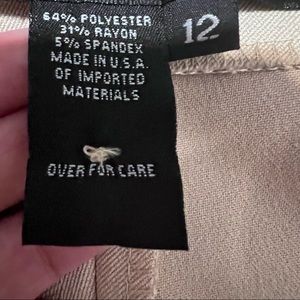 64% POLYESTER
31% RAYON
5% SPANDEX
MADE IN U.S.A.
OF IMPORTED
MATERIALS
OVER FOR CARE
12